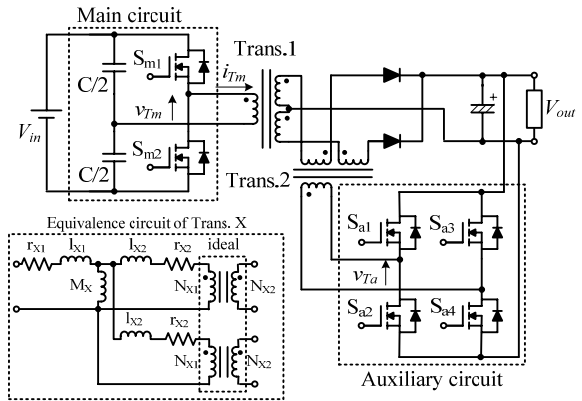 Main circuit
S_m1
Trans.1
i_Tm
C/2
v_Tm
V_in
+
V_out
S_m2
C/2
Trans.2
Equivalence circuit of Trans. X
r_X1 l_X1 l_X2 r_X2 ideal
S_a1 S_a3
M_X
N_X1 N_X2
v_Ta
l_X2 r_X2
S_a2 S_a4
N_X1 N_X2
Auxiliary circuit